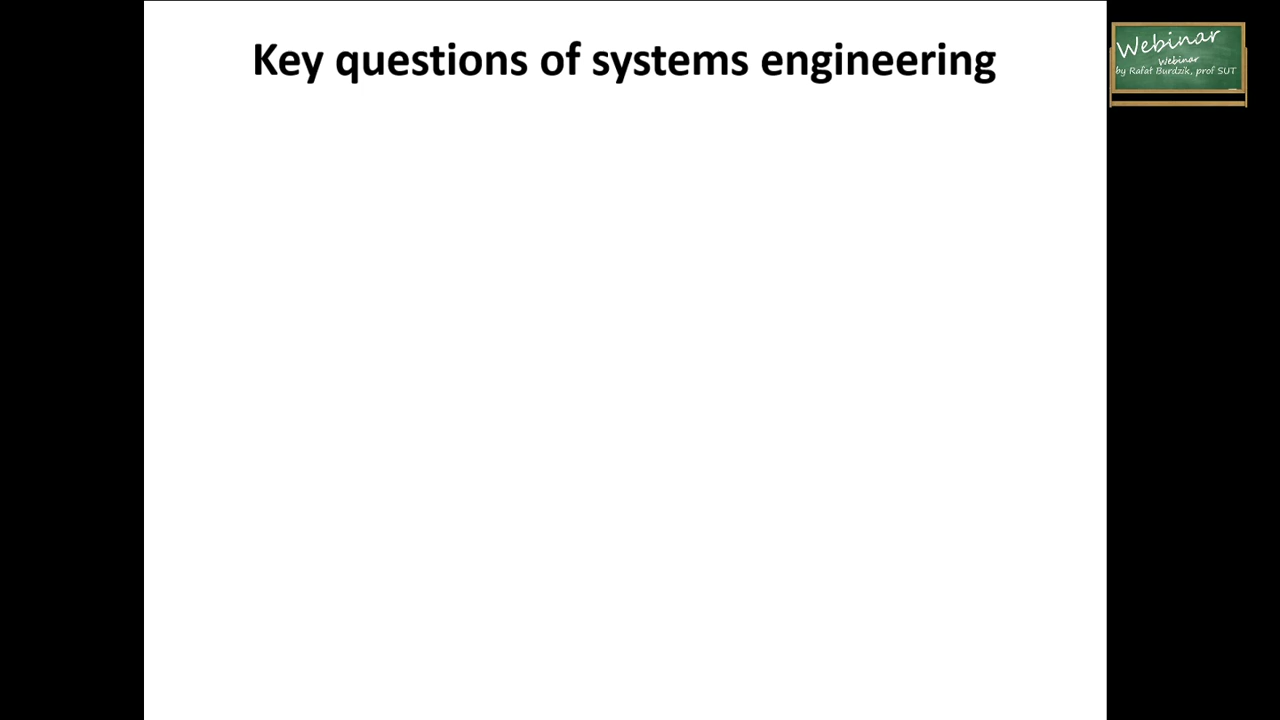 Key questions of systems engineering
Webinar
Webinar
by Rafał Burdzik, prof SUT